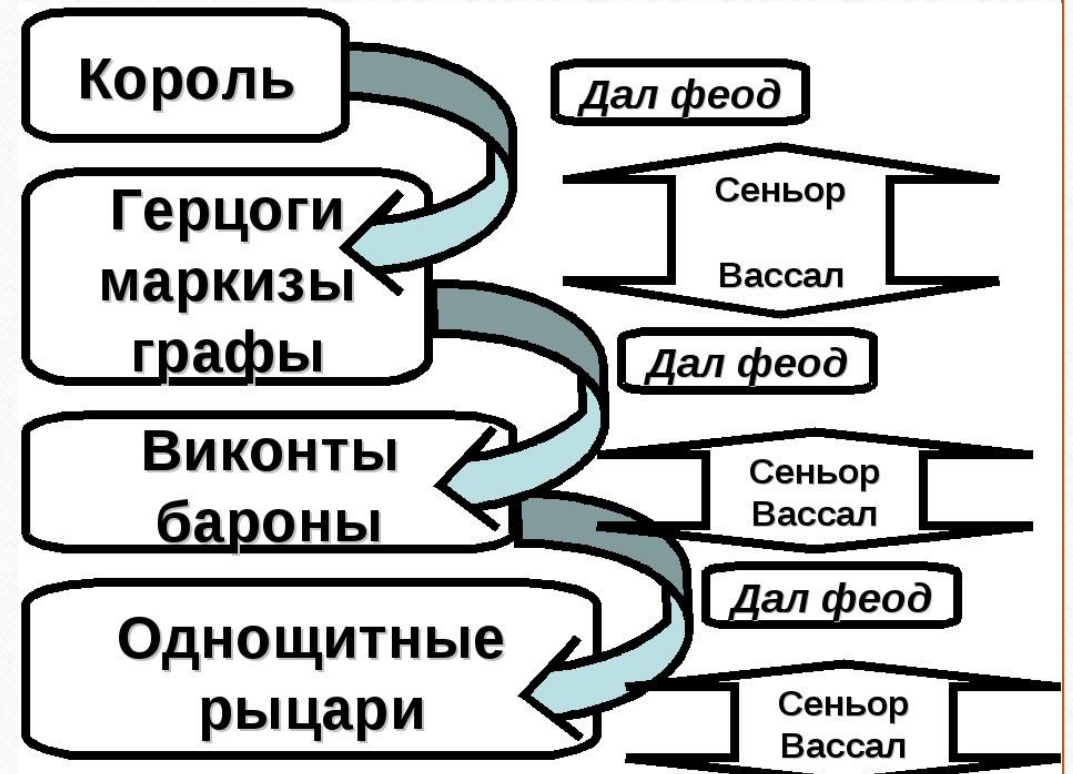 Король
Дал феод
Герцоги
маркизы
графы
Сеньор
Вассал
Дал феод
Виконты
бароны
Сеньор
Вассал
Дал феод
Однощитные
рыцари
Сеньор
Вассал